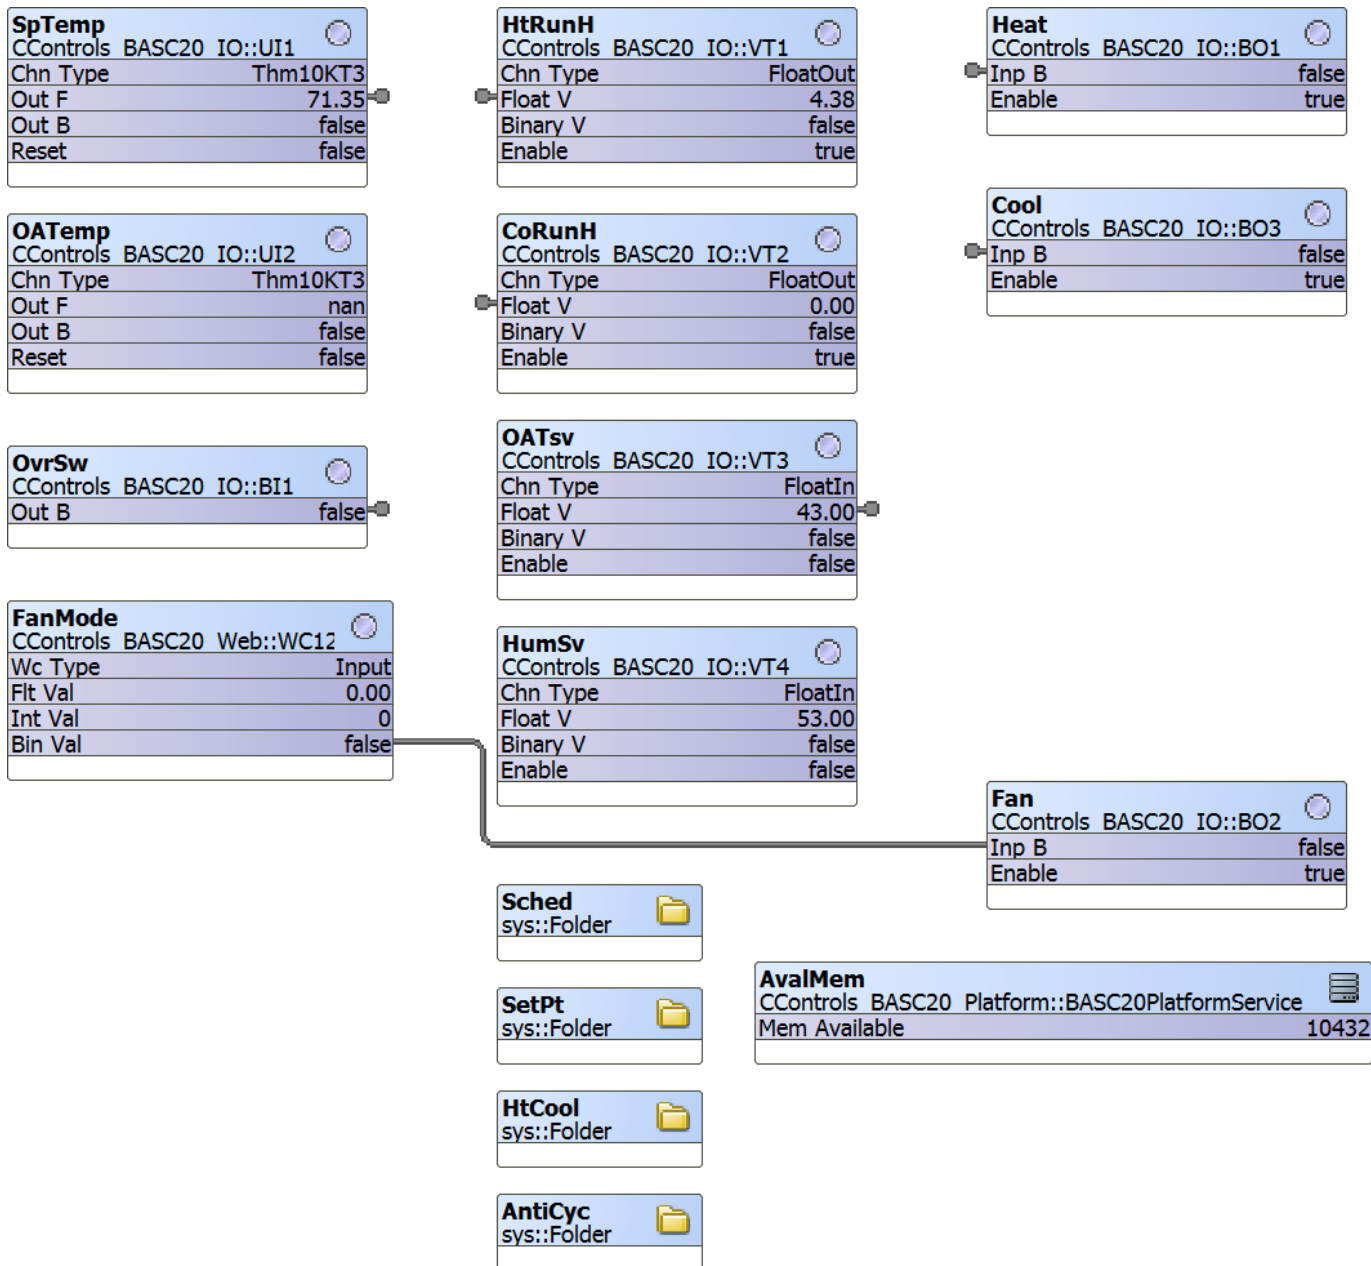 SpTemp
CControls BASC20 IO::UI1
Chn Type Thm10KT3
Out F 71.35
Out B false
Reset false
HtRunH
CControls BASC20 IO::VT1
Chn Type FloatOut
Float V 4.38
Binary V false
Enable true
Heat
CControls BASC20 IO::BO1
Inp B false
Enable true
Cool
CControls BASC20 IO::BO3
Inp B false
Enable true
OATemp
CControls BASC20 IO::UI2
Chn Type Thm10KT3
Out F nan
Out B false
Reset false
CoRunH
CControls BASC20 IO::VT2
Chn Type FloatOut
Float V 0.00
Binary V false
Enable true
OvrSw
CControls BASC20 IO::BI1
Out B false
OATsv
CControls BASC20 IO::VT3
Chn Type FloatIn
Float V 43.00
Binary V false
Enable false
FanMode
CControls BASC20 Web::WC12
Wc Type Input
Flt Val 0.00
Int Val 0
Bin Val false
HumSv
CControls BASC20 IO::VT4
Chn Type FloatIn
Float V 53.00
Binary V false
Enable false
Fan
CControls BASC20 IO::BO2
Inp B false
Enable true
Sched
sys::Folder
AvalMem
CControls BASC20 Platform::BASC20PlatformService
Mem Available 10432
SetPt
sys::Folder
HtCool
sys::Folder
AntiCyc
sys::Folder